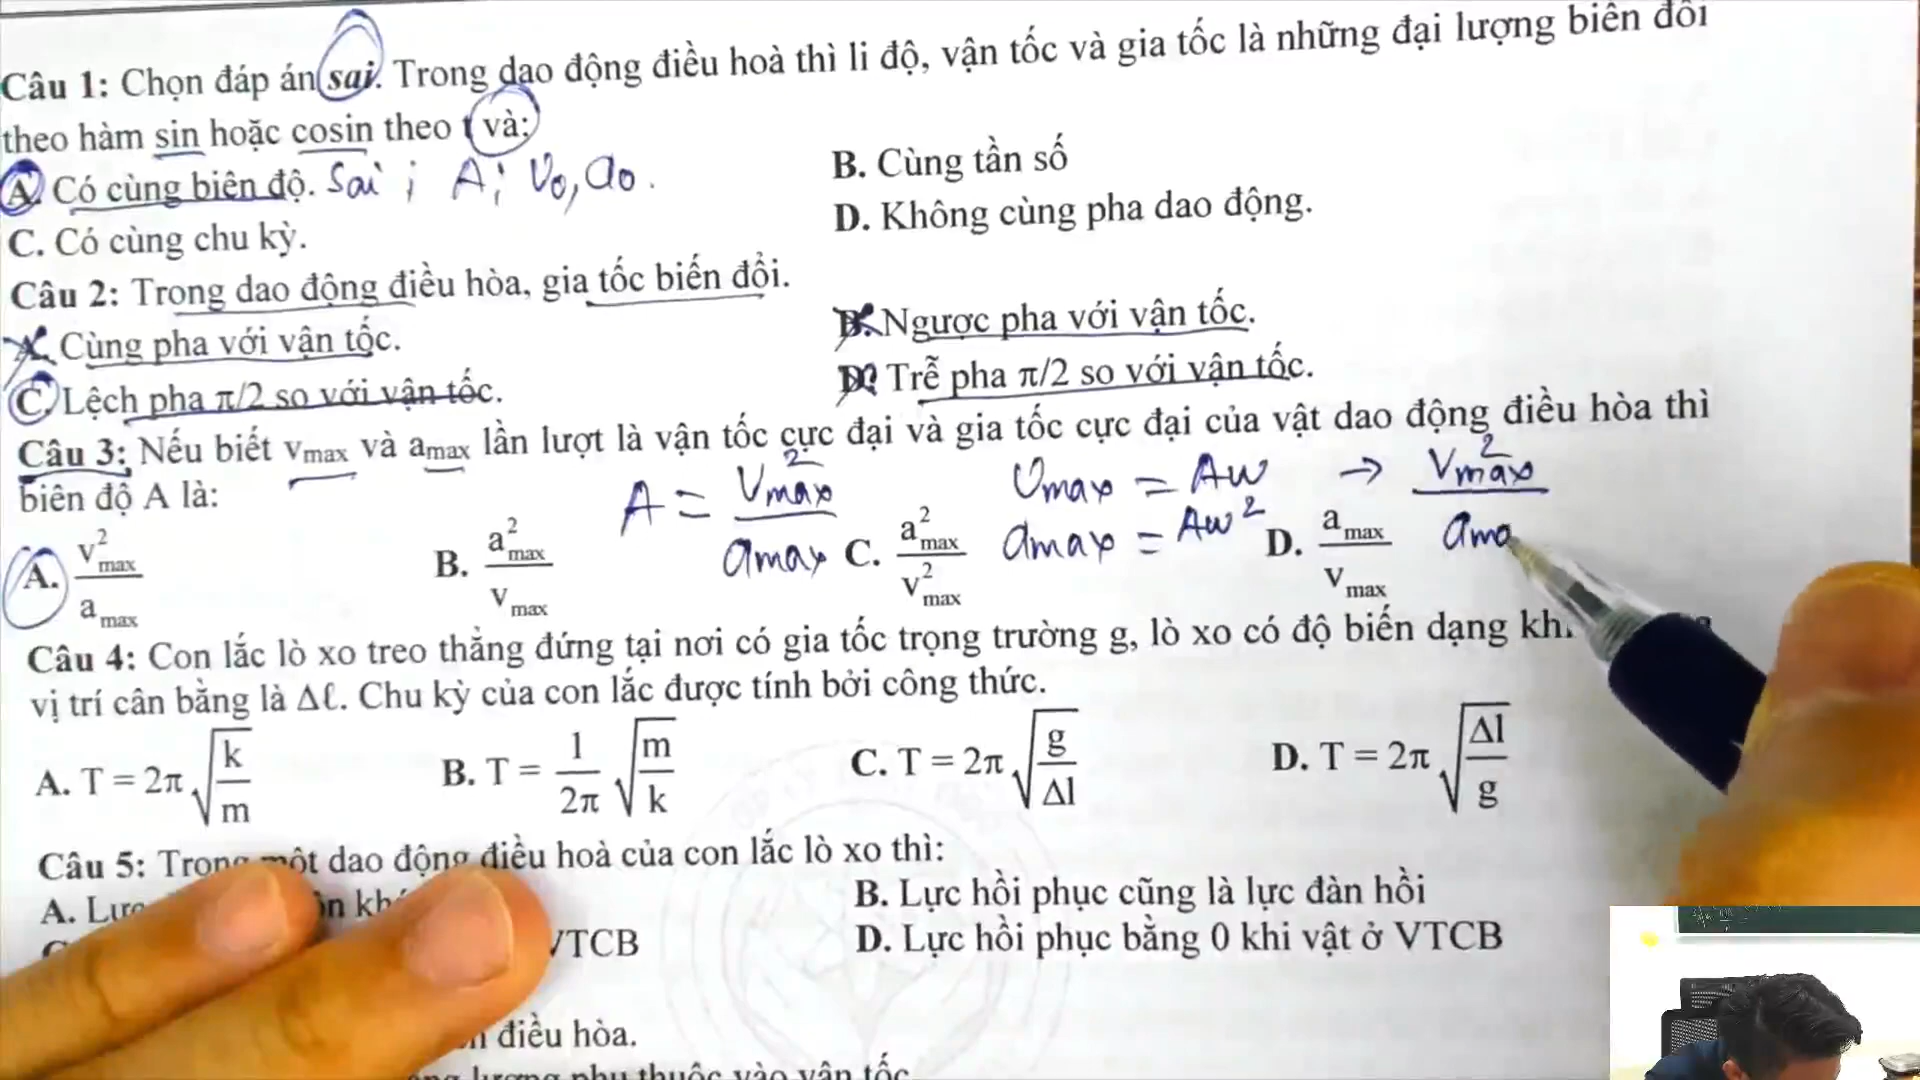 Câu 1: Chọn đáp án sai. Trong dao động điều hoà thì li độ, vận tốc và gia tốc là những đại lượng biến đổi
theo hàm sin hoặc cosin theo t và:
A. Có cùng biên độ. Sai ; A; v₀, a₀.
B. Cùng tần số
C. Có cùng chu kỳ.
D. Không cùng pha dao động.
Câu 2: Trong dao động điều hòa, gia tốc biến đổi.
Cùng pha với vận tốc.
B. Ngược pha với vận tốc.
C. Lệch pha π/2 so với vận tốc.
D. Trễ pha π/2 so với vận tốc.
Câu 3: Nếu biết vmax và amax lần lượt là vận tốc cực đại và gia tốc cực đại của vật dao động điều hòa thì
biên độ A là:
A = v²max / amax
vmax = Aω → v²max
amax = Aω²
A. v²max / amax
B. a²max / vmax
C. a²max / v²max
D. amax / vmax
Câu 4: Con lắc lò xo treo thẳng đứng tại nơi có gia tốc trọng trường g, lò xo có độ biến dạng
vị trí cân bằng là Δℓ. Chu kỳ của con lắc được tính bởi công thức.
A. T = 2π√(k/m)
B. T = 1/2π √(m/k)
C. T = 2π√(g/Δl)
D. T = 2π√(Δl/g)
Câu 5: Trong một dao động điều hoà của con lắc lò xo thì:
A.
B. Lực hồi phục cũng là lực đàn hồi
VTCB
D. Lực hồi phục bằng 0 khi vật ở VTCB
điều hòa.
lượng phụ thuộc vào vận tốc